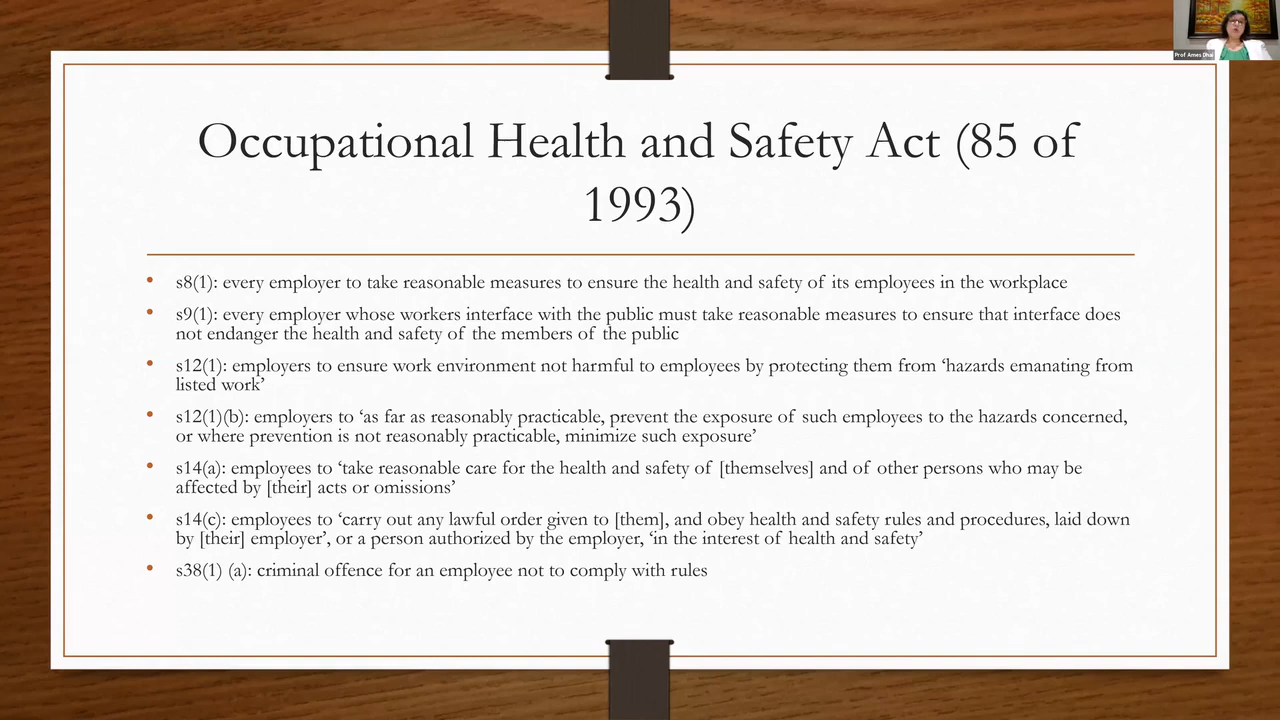 Occupational Health and Safety Act (85 of
1993)
• s8(1): every employer to take reasonable measures to ensure the health and safety of its employees in the workplace
• s9(1): every employer whose workers interface with the public must take reasonable measures to ensure that interface does
not endanger the health and safety of the members of the public
• s12(1): employers to ensure work environment not harmful to employees by protecting them from ‘hazards emanating from
listed work’
• s12(1)(b): employers to ‘as far as reasonably practicable, prevent the exposure of such employees to the hazards concerned,
or where prevention is not reasonably practicable, minimize such exposure’
• s14(a): employees to ‘take reasonable care for the health and safety of [themselves] and of other persons who may be
affected by [their] acts or omissions’
• s14(c): employees to ‘carry out any lawful order given to [them], and obey health and safety rules and procedures, laid down
by [their] employer’, or a person authorized by the employer, ‘in the interest of health and safety’
• s38(1) (a): criminal offence for an employee not to comply with rules
Prof Ames Dhai